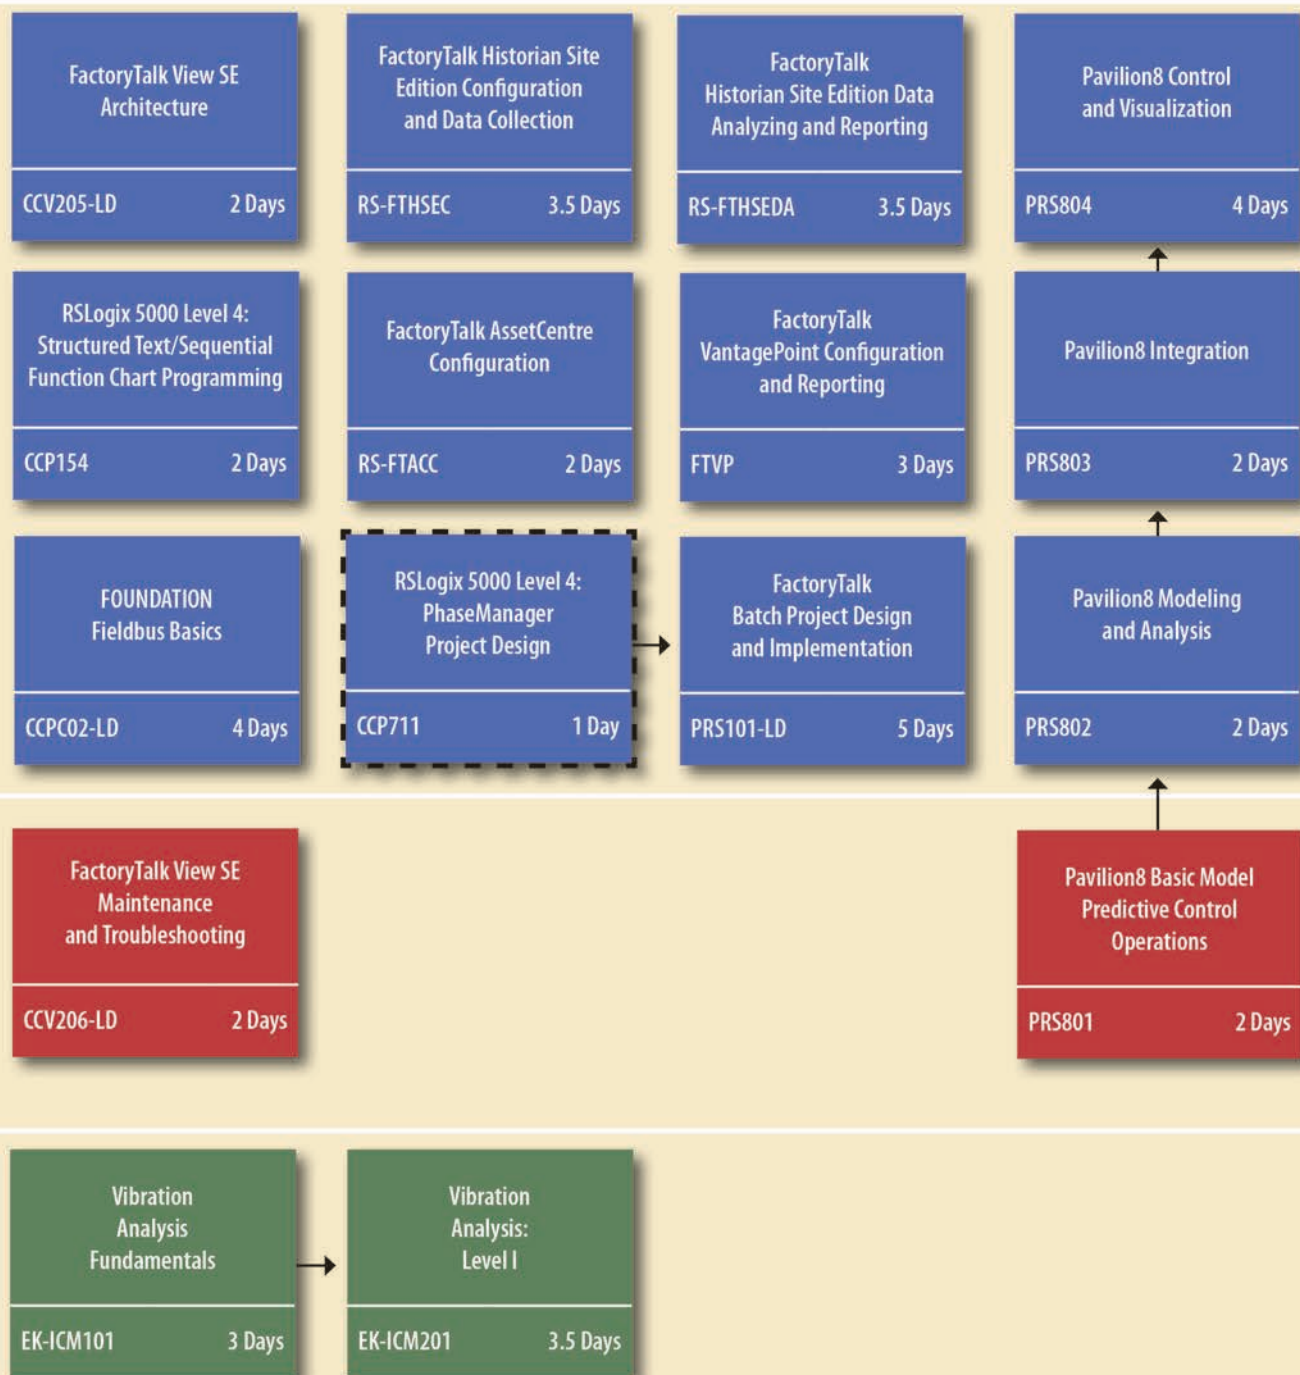 FactoryTalk View SE
Architecture
CCV205-LD 2 Days
FactoryTalk Historian Site
Edition Configuration
and Data Collection
RS-FTHSEC 3.5 Days
FactoryTalk
Historian Site Edition Data
Analyzing and Reporting
RS-FTHSEDA 3.5 Days
Pavilion8 Control
and Visualization
PRS804 4 Days
RSLogix 5000 Level 4:
Structured Text/Sequential
Function Chart Programming
CCP154 2 Days
FactoryTalk AssetCentre
Configuration
RS-FTACC 2 Days
FactoryTalk
VantagePoint Configuration
and Reporting
FTVP 3 Days
Pavilion8 Integration
PRS803 2 Days
FOUNDATION
Fieldbus Basics
CCPC02-LD 4 Days
RSLogix 5000 Level 4:
PhaseManager
Project Design
CCP711 1 Day
FactoryTalk
Batch Project Design
and Implementation
PRS101-LD 5 Days
Pavilion8 Modeling
and Analysis
PRS802 2 Days
FactoryTalk View SE
Maintenance
and Troubleshooting
CCV206-LD 2 Days
Pavilion8 Basic Model
Predictive Control
Operations
PRS801 2 Days
Vibration
Analysis
Fundamentals
EK-ICM101 3 Days
Vibration
Analysis:
Level I
EK-ICM201 3.5 Days